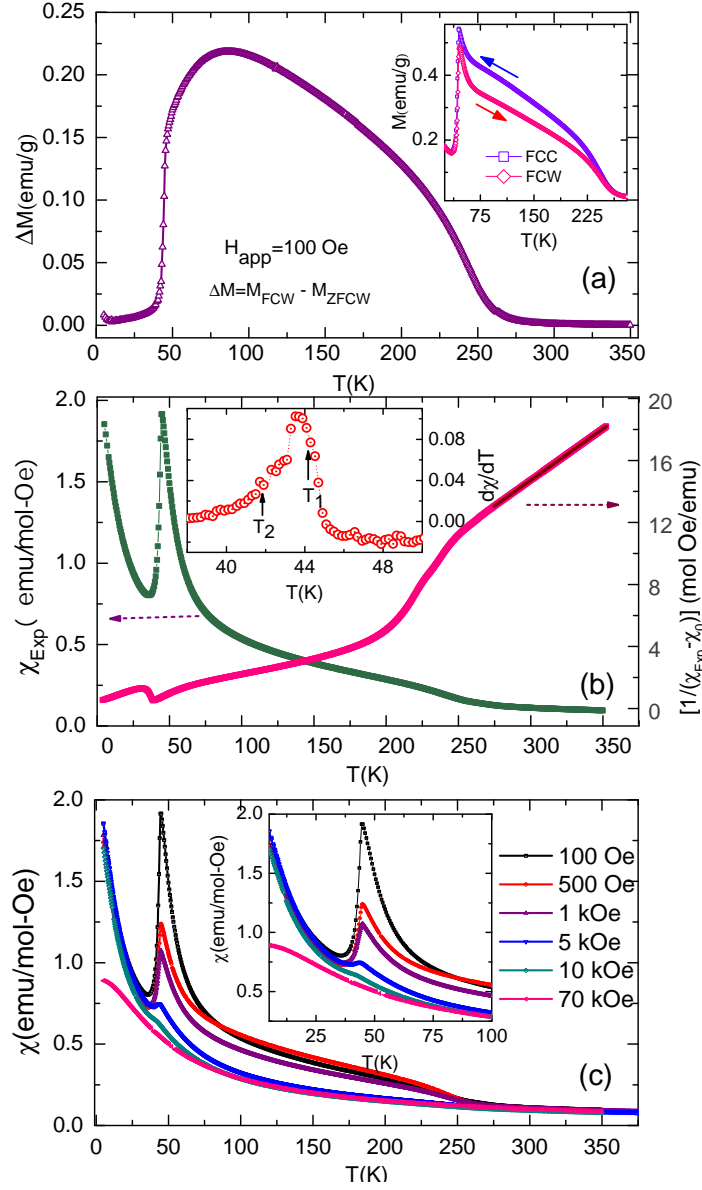 0.25
0.20
0.15
0.10
0.05
0.00
ΔM(emu/g)
0 50 100 150 200 250 300 350
T(K)
H_app=100 Oe
ΔM=M_FCW - M_ZFCW
(a)
M(emu/g)
0.4
0.2
FCC
FCW
75 150 225
T(K)
2.0
1.5
1.0
0.5
0.0
χ_Exp( emu/mol-Oe)
0 50 100 150 200 250 300 350
T(K)
20
16
12
8
4
0
[1/(χ_Exp-χ_0)] (mol Oe/emu)
(b)
0.08
0.04
0.00
dχ/dT
T_1
T_2
40 44 48
T(K)
2.0
1.5
1.0
0.5
0.0
χ(emu/mol-Oe)
0 50 100 150 200 250 300 350
T(K)
2.0
1.5
1.0
0.5
χ(emu/mol-Oe)
25 50 75 100
T(K)
100 Oe
500 Oe
1 kOe
5 kOe
10 kOe
70 kOe
(c)